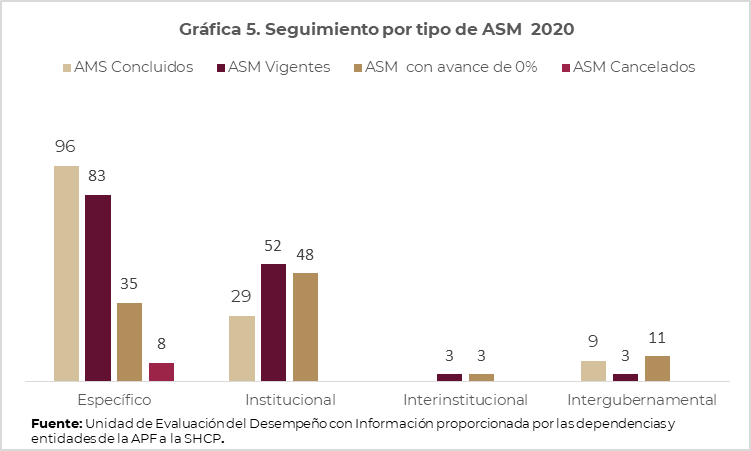 Gráfica 5. Seguimiento por tipo de ASM 2020
AMS Concluidos ASM Vigentes ASM con avance de 0% ASM Cancelados
96
83
35
8
29
52
48
3
3
9
3
11
Específico Institucional Interinstitucional Intergubernamental
Fuente: Unidad de Evaluación del Desempeño con Información proporcionada por las dependencias y
entidades de la APF a la SHCP.